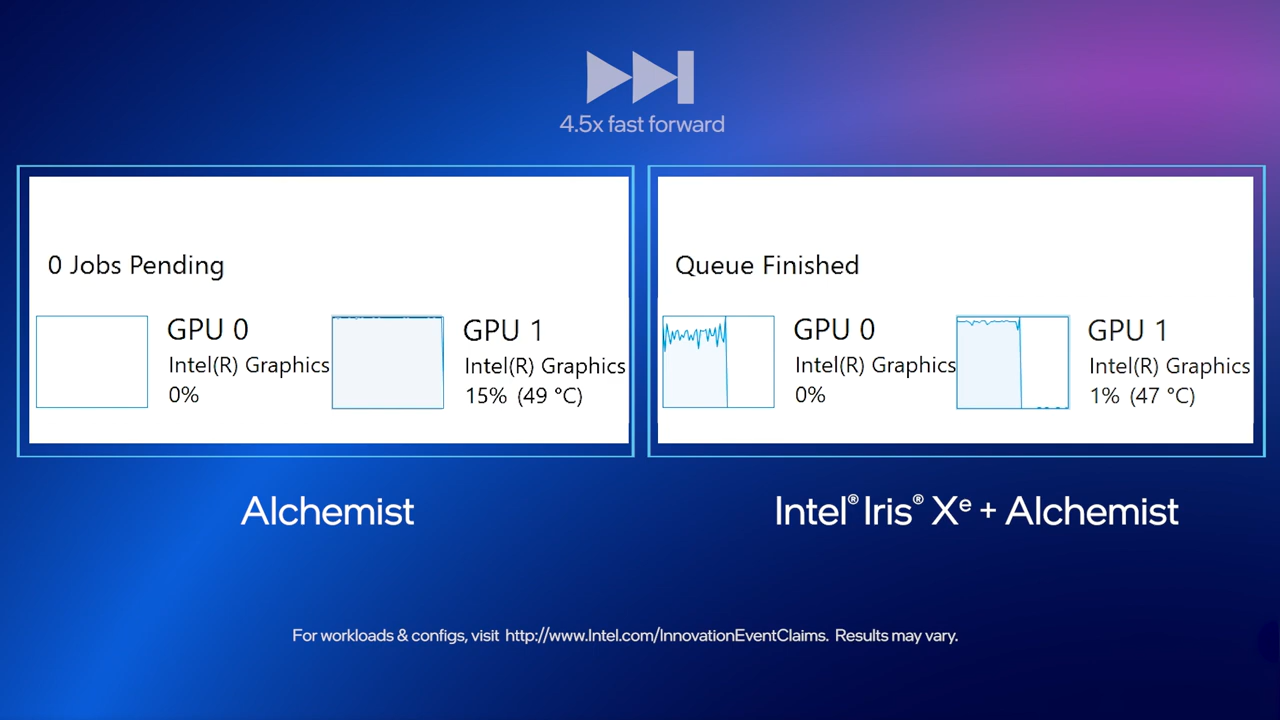 4.5x fast forward
0 Jobs Pending
GPU 0
Intel(R) Graphics
0%
GPU 1
Intel(R) Graphics
15% (49 °C)
Queue Finished
GPU 0
Intel(R) Graphics
0%
GPU 1
Intel(R) Graphics
1% (47 °C)
Alchemist
Intel® Iris® Xᵉ + Alchemist
For workloads & configs, visit http://www.Intel.com/InnovationEventClaims. Results may vary.